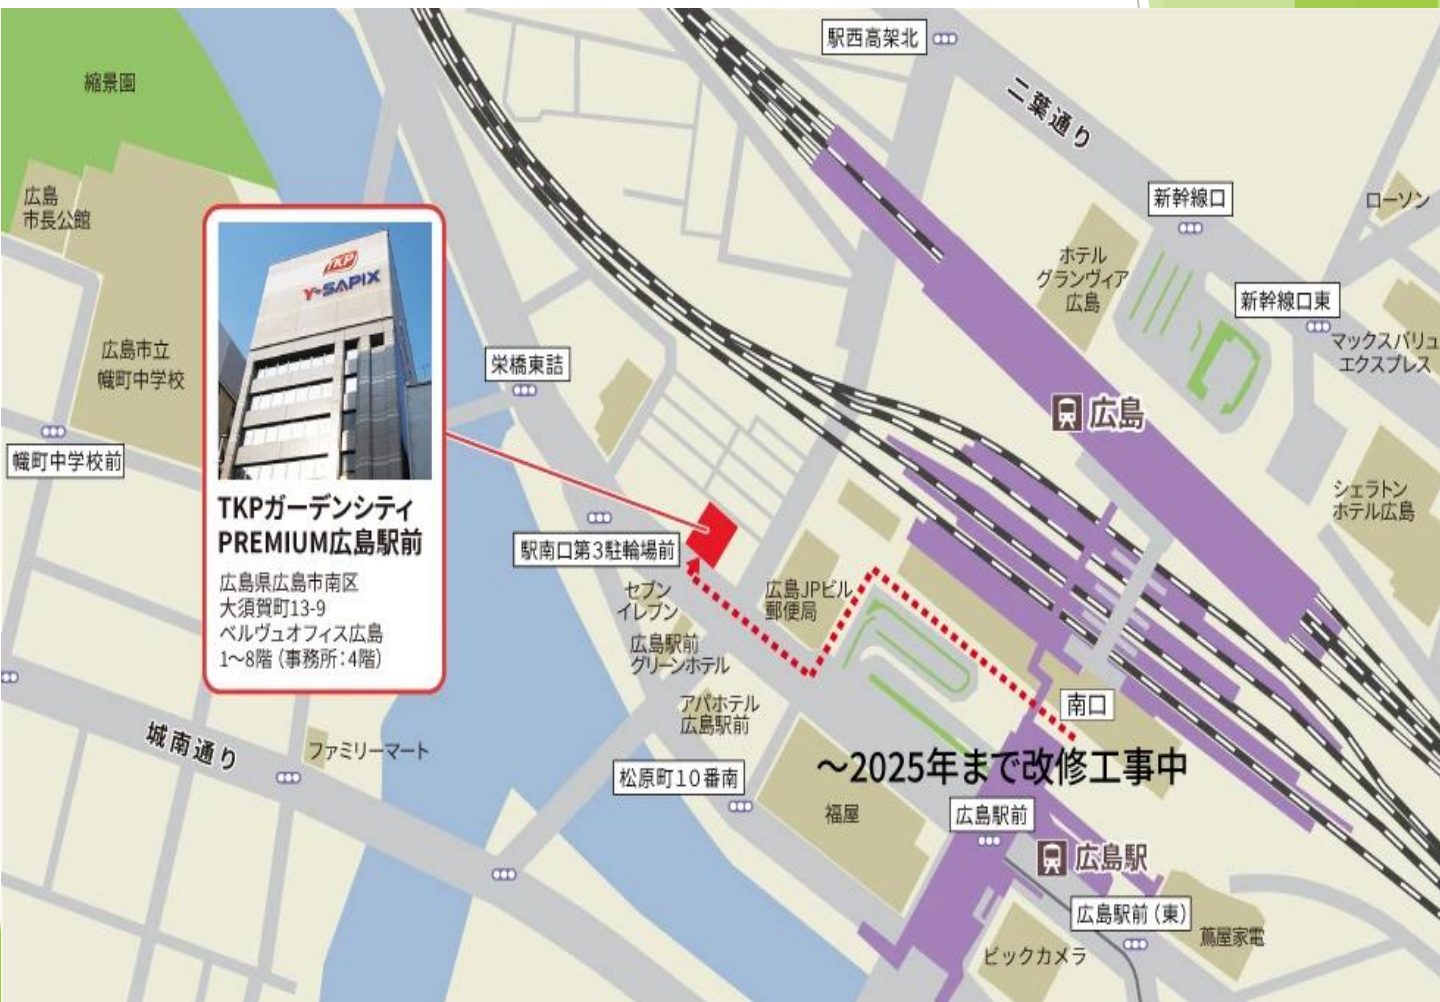 駅西高架北
縮景園
二葉通り
広島
市長公館
新幹線口
ローソン
TKP
Y-SAPIX
ホテル
グランヴィア
広島
新幹線口東
マックスバリュ
エクスプレス
広島市立
幟町中学校
栄橋東詰
広島
幟町中学校前
シェラトン
ホテル広島
TKPガーデンシティ
PREMIUM広島駅前
広島県広島市南区
大須賀町13-9
ベルヴュオフィス広島
1〜8階（事務所：4階）
駅南口第3駐輪場前
セブン
イレブン
広島JPビル
郵便局
広島駅前
グリーンホテル
アパホテル
広島駅前
南口
城南通り
ファミリーマート
〜2025年まで改修工事中
松原町10番南
福屋
広島駅前
広島駅
広島駅前（東）
蔦屋家電
ビックカメラ